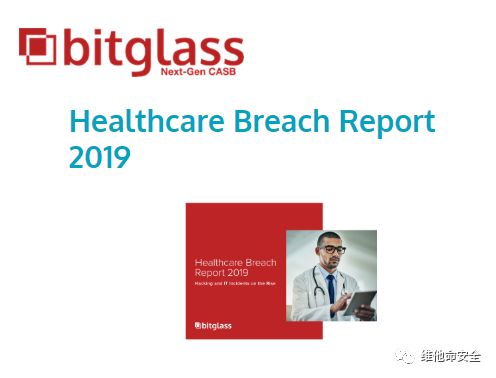 bitglass
Next-Gen CASB
Healthcare Breach Report
2019
Healthcare Breach
Report 2019
Hacking and IT Incidents on the Rise
bitglass
维他命安全